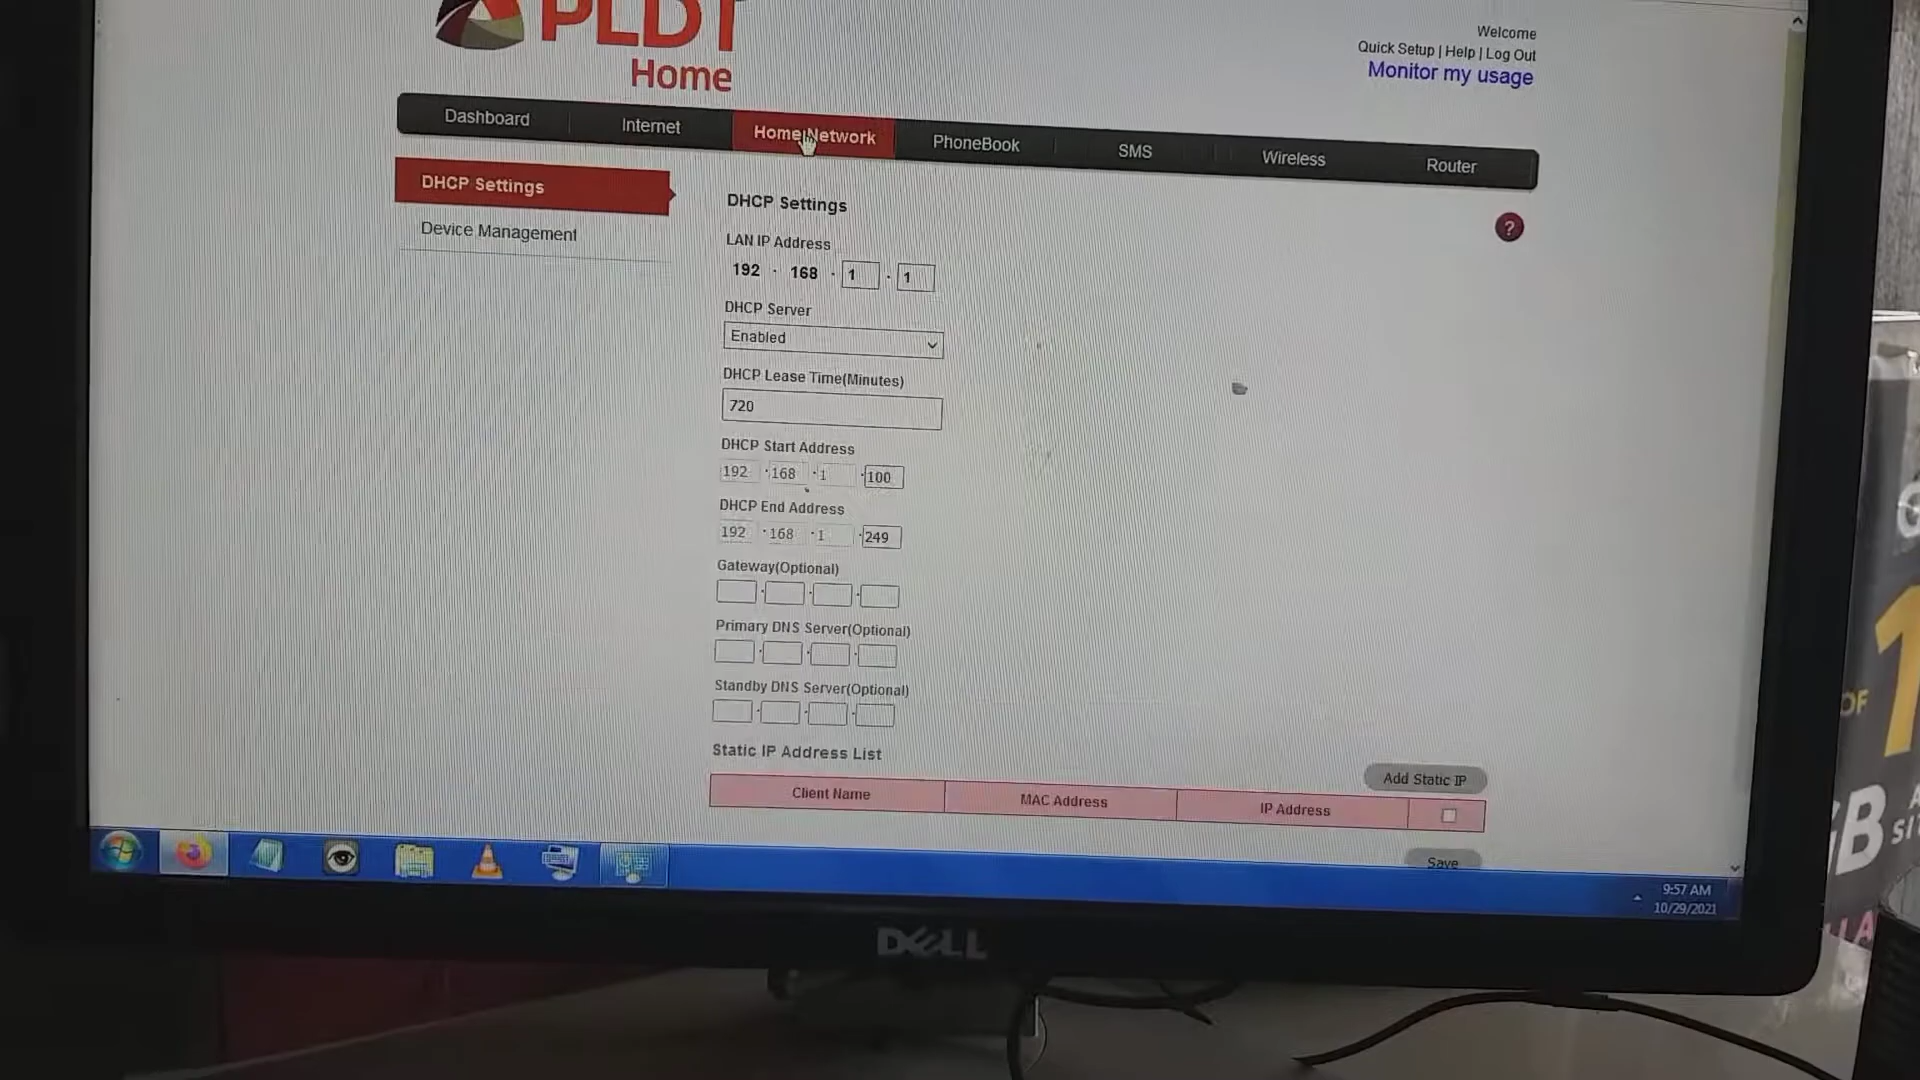 PLDT
Home
Welcome
Quick Setup | Help | Log Out
Monitor my usage
Dashboard
Internet
Home Network
PhoneBook
SMS
Wireless
Router
DHCP Settings
Device Management
DHCP Settings
?
LAN IP Address
192 . 168 . 1 . 1
DHCP Server
Enabled
DHCP Lease Time(Minutes)
720
DHCP Start Address
192 . 168 . 1 . 100
DHCP End Address
192 . 168 . 1 . 249
Gateway(Optional)
Primary DNS Server(Optional)
Standby DNS Server(Optional)
Static IP Address List
Add Static IP
Client Name
MAC Address
IP Address
Save
9:57 AM
10/29/2021
DELL
OF